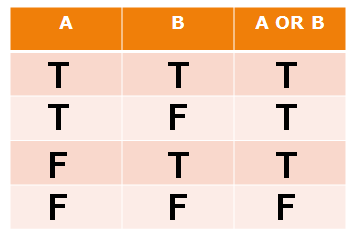 A B A OR B
T T T
T F T
F T T
F F F